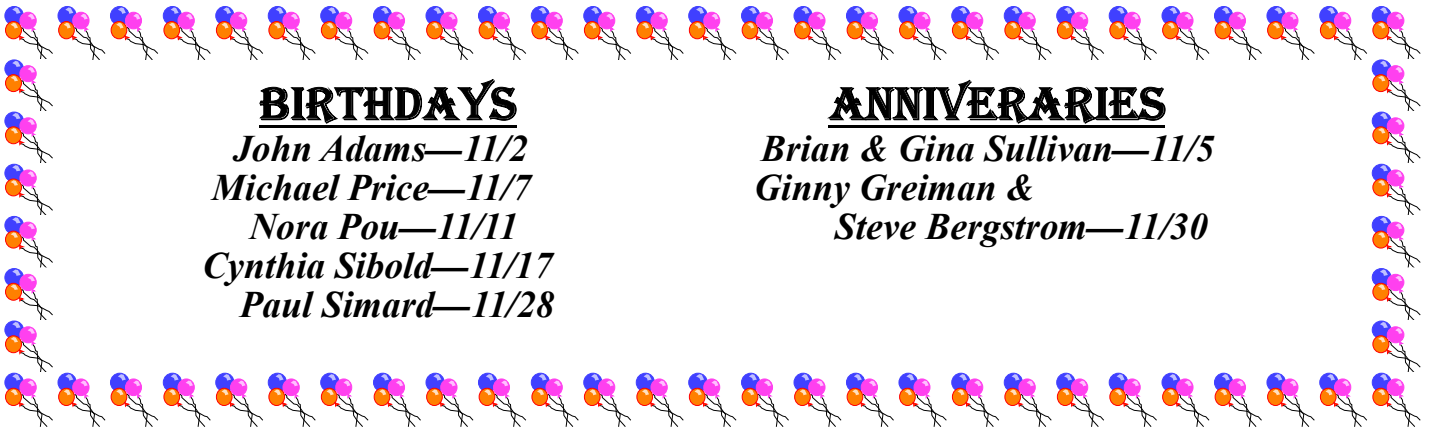 BIRTHDAYS
John Adams—11/2
Michael Price—11/7
Nora Pou—11/11
Cynthia Sibold—11/17
Paul Simard—11/28
ANNIVERARIES
Brian & Gina Sullivan—11/5
Ginny Greiman &
Steve Bergstrom—11/30